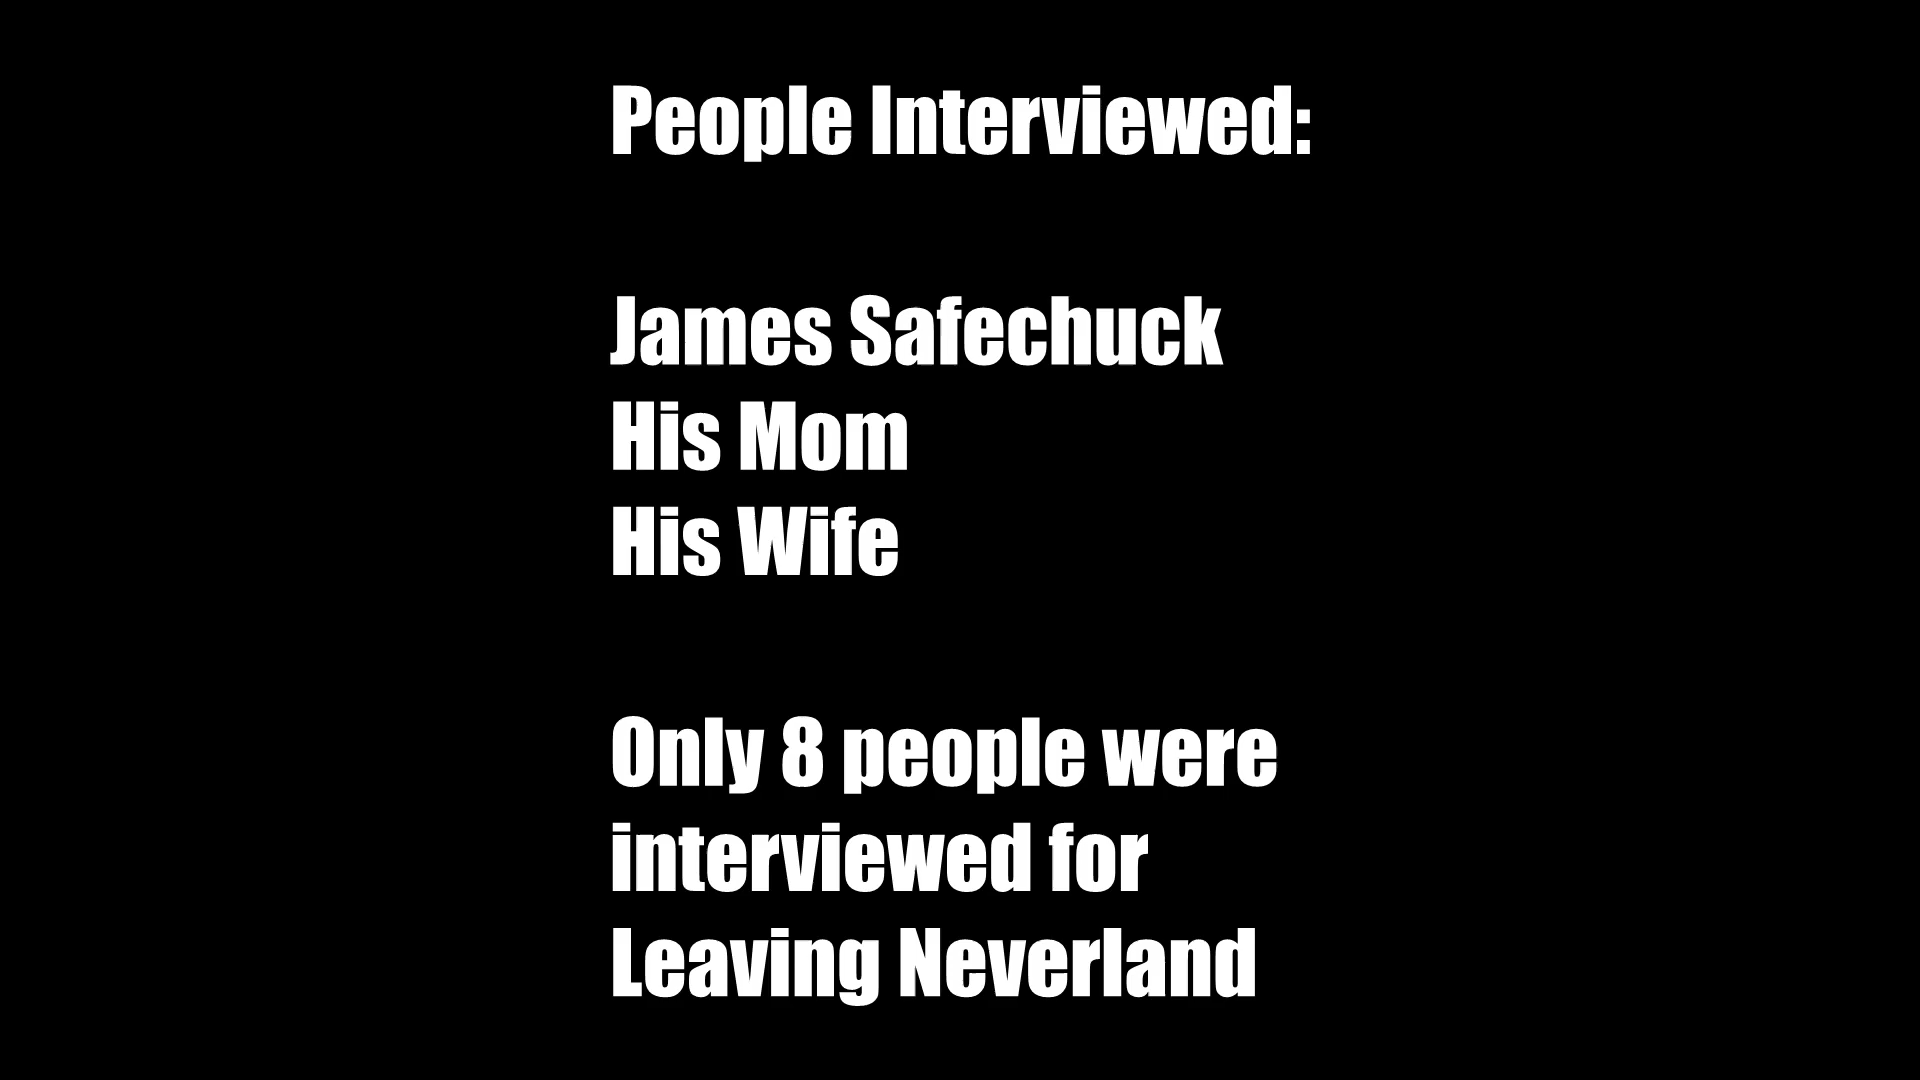 People Interviewed:
James Safechuck
His Mom
His Wife
Only 8 people were
interviewed for
Leaving Neverland